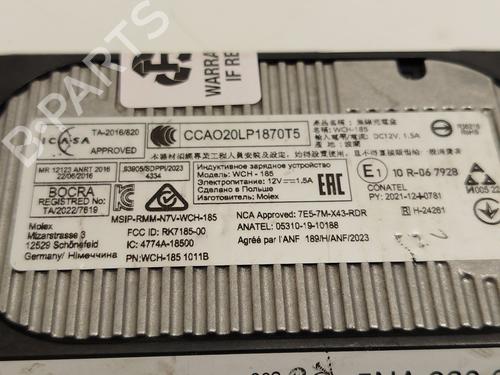 WARRA
IF RE
B-PARTS
ICASA
TA-2016/820
APPROVED
CCAO20LP1870T5
WCH-185
DC12V, 1.5A
MR 12123 ANRT 2016
22/06/2016
93905/SDPPI/2023
4334
BOCRA
REGISTERED No
TA/2022/7619
Индукционное зарядное устройство
Модель: WCH - 185
Электропитание: 12V 1.5A
Сделано в Польше
Изготовитель: Molex
EAC
E1
10 R-06 7928
CONATEL
PY: 2021-12-I-0781
H-24261
Molex
Mizarstrasse 3
12529 Schönefeld
Germany/ Німеччина
MSIP-RMM-N7V-WCH-185
FCC ID: RK7185-00
IC: 4774A-18500
PN:WCH-185 1011B
NCA Approved: 7E5-7M-X43-RDR
ANATEL: 05310-19-10188
Agréé par l'ANF 189/H/ANF/2023